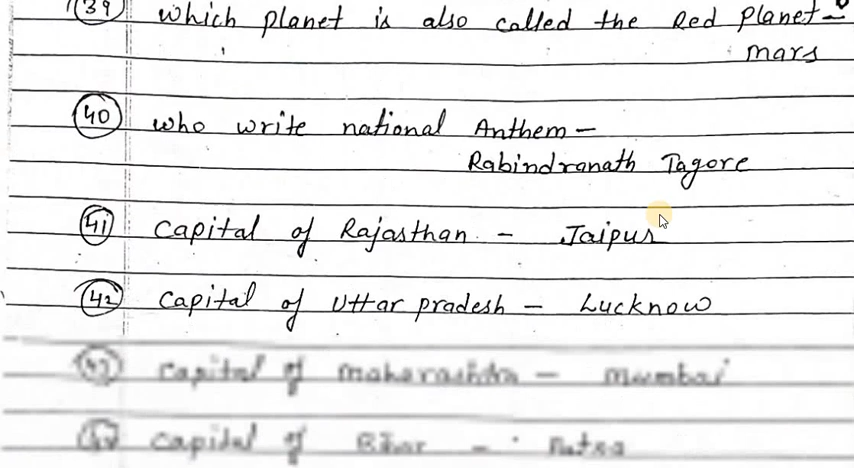 (39) which planet is also called the Red Planet-
mars
(40) who write national Anthem -
Rabindranath Tagore
(41) Capital of Rajasthan - Jaipur
(42) Capital of Uttar pradesh - Lucknow
capital of maharashtra - mumbai
capital of Bihar - Patna